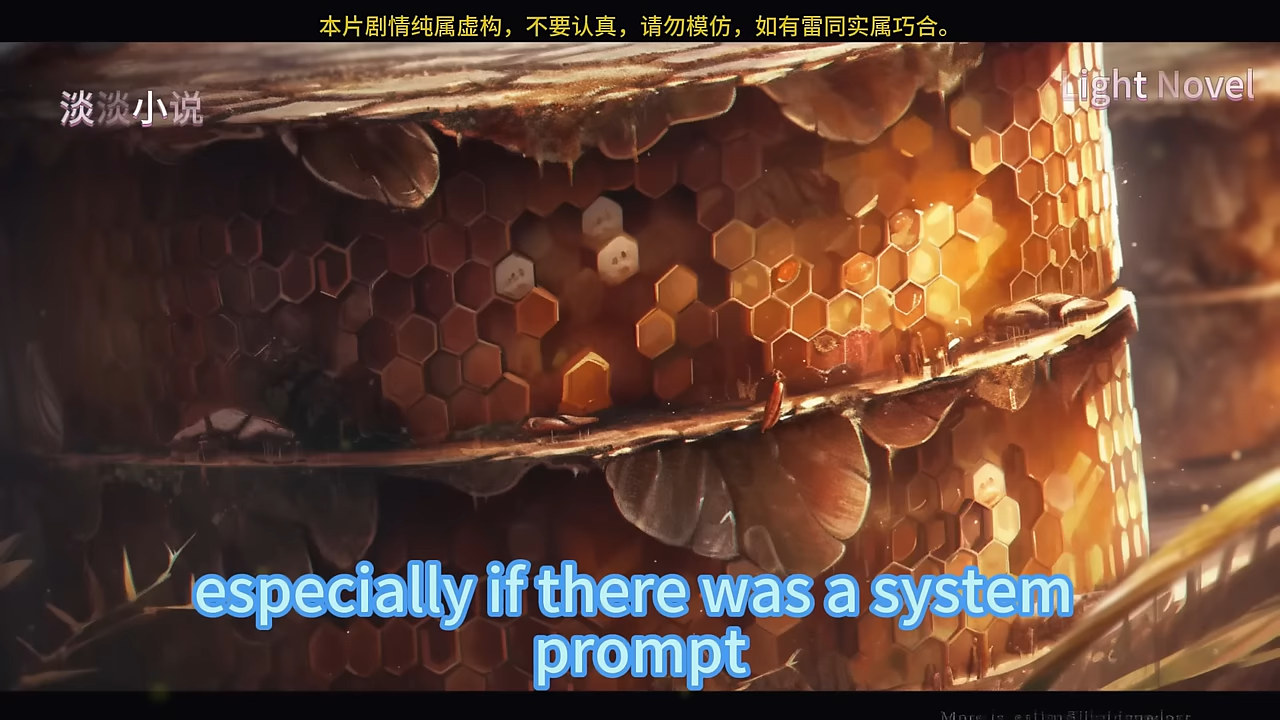 本片剧情纯属虚构，不要认真，请勿模仿，如有雷同实属巧合。
淡淡小说
Light Novel
especially if there was a system
prompt